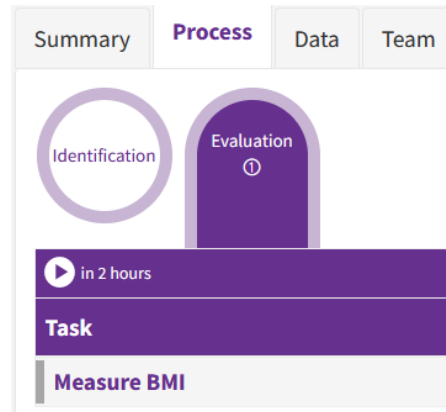 Summary Process Data Team
Identification
Evaluation
①
in 2 hours
Task
Measure BMI